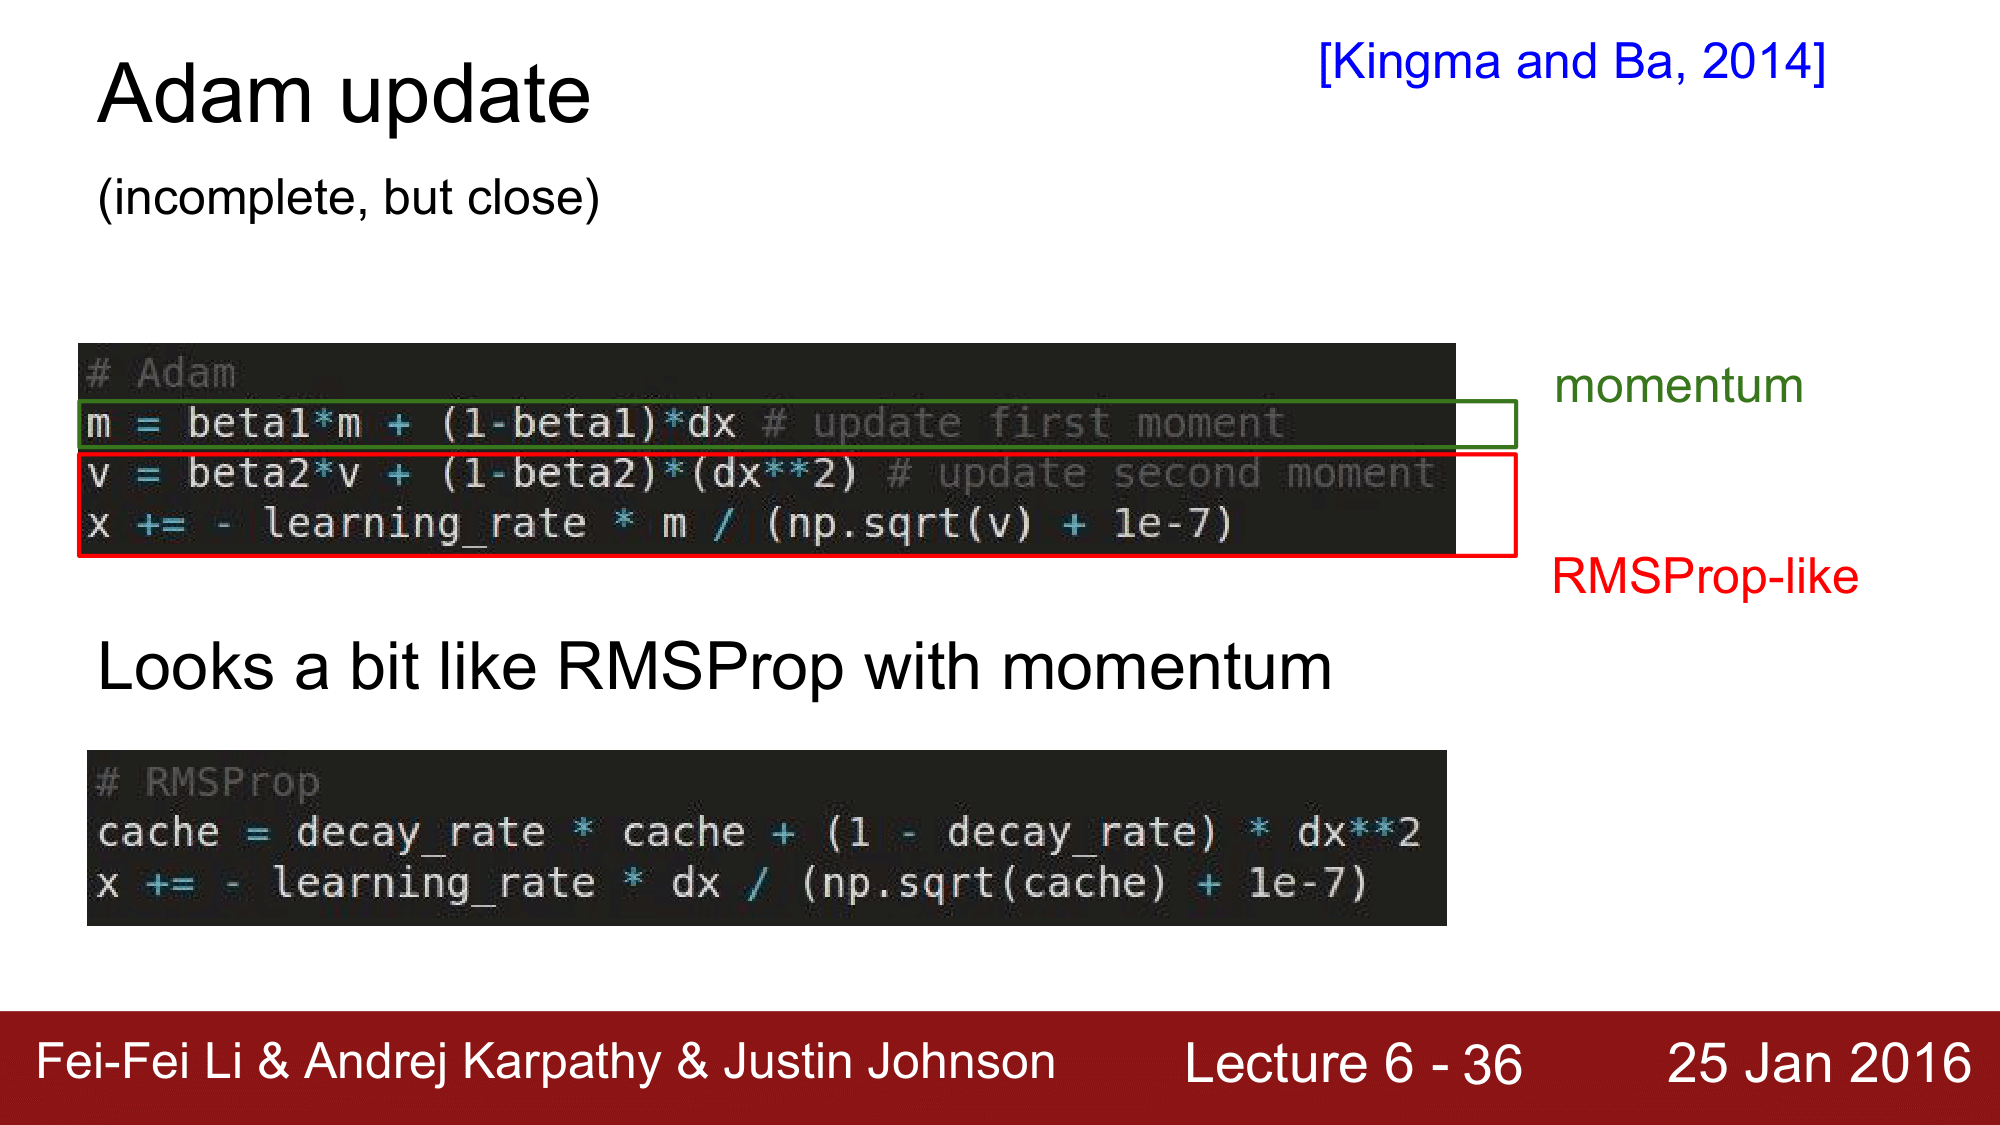 Adam update
[Kingma and Ba, 2014]
(incomplete, but close)
# Adam
m = beta1*m + (1-beta1)*dx # update first moment
v = beta2*v + (1-beta2)*(dx**2) # update second moment
x += - learning_rate * m / (np.sqrt(v) + 1e-7)
momentum
RMSProp-like
Looks a bit like RMSProp with momentum
# RMSProp
cache = decay_rate * cache + (1 - decay_rate) * dx**2
x += - learning_rate * dx / (np.sqrt(cache) + 1e-7)
Fei-Fei Li & Andrej Karpathy & Justin Johnson
Lecture 6 - 36
25 Jan 2016